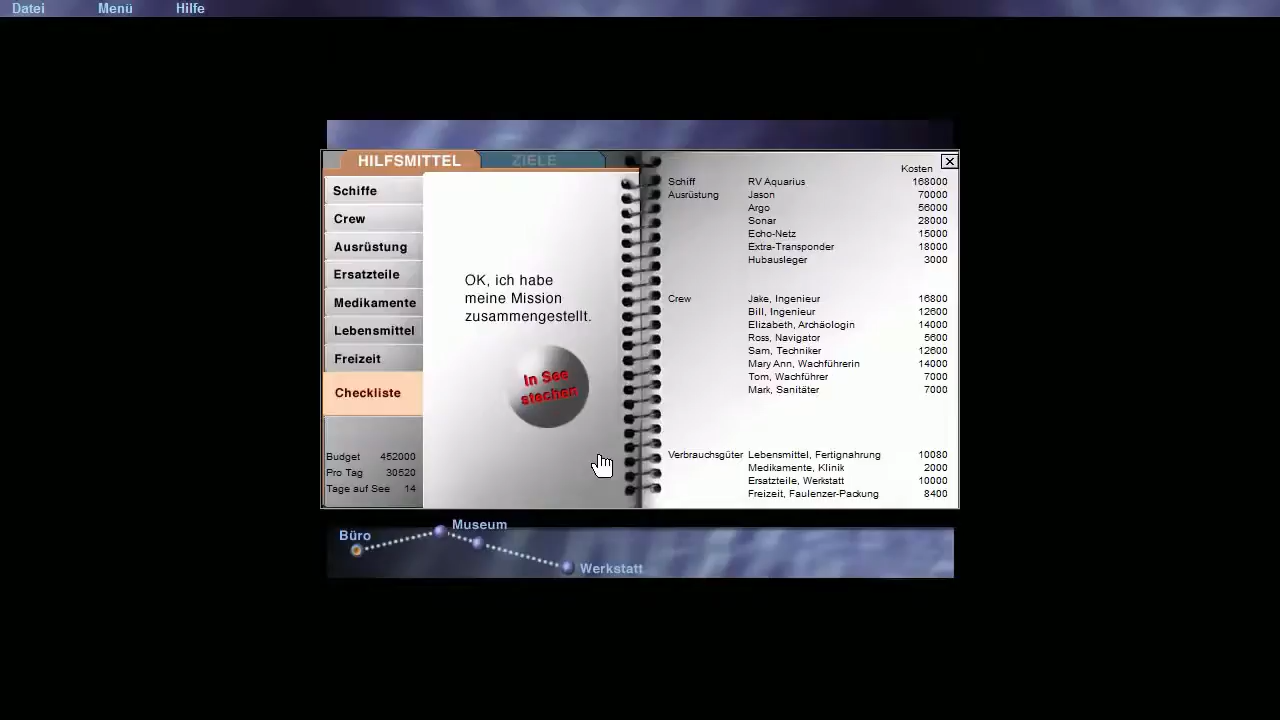 Datei Menü Hilfe
HILFSMITTEL ZIELE
Schiffe
Crew
Ausrüstung
Ersatzteile
Medikamente
Lebensmittel
Freizeit
Checkliste
Budget 452000
Pro Tag 30520
Tage auf See 14
OK, ich habe
meine Mission
zusammengestellt.
In See
stechen
Kosten
Schiff RV Aquarius 168000
Ausrüstung Jason 70000
Argo 56000
Sonar 28000
Echo-Netz 15000
Extra-Transponder 18000
Hubausleger 3000
Crew Jake, Ingenieur 16800
Bill, Ingenieur 12600
Elizabeth, Archäologin 14000
Ross, Navigator 5600
Sam, Techniker 12600
Mary Ann, Wachführerin 14000
Tom, Wachführer 7000
Mark, Sanitäter 7000
Verbrauchsgüter Lebensmittel, Fertignahrung 10080
Medikamente, Klinik 2000
Ersatzteile, Werkstatt 10000
Freizeit, Faulenzer-Packung 8400
Büro
Museum
Werkstatt